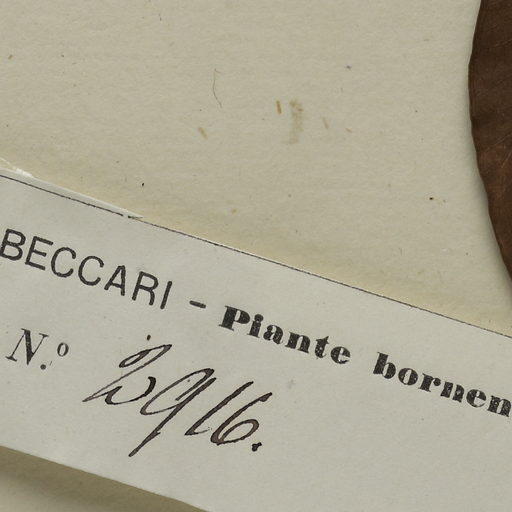 BECCARI - Piante bornen
N.º 2916.